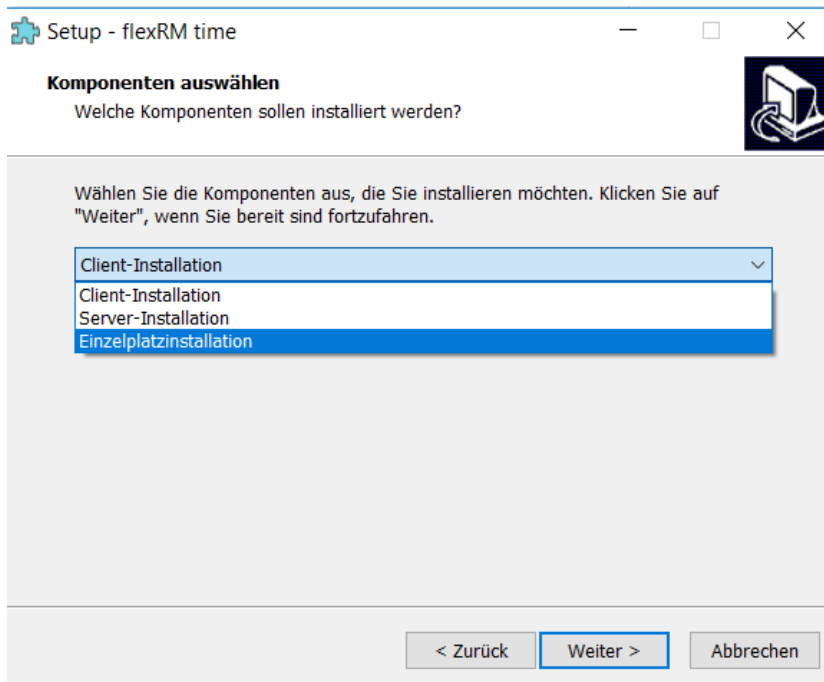 Setup - flexRM time
Komponenten auswählen
Welche Komponenten sollen installiert werden?
Wählen Sie die Komponenten aus, die Sie installieren möchten. Klicken Sie auf
"Weiter", wenn Sie bereit sind fortzufahren.
Client-Installation
Client-Installation
Server-Installation
Einzelplatzinstallation
< Zurück
Weiter >
Abbrechen